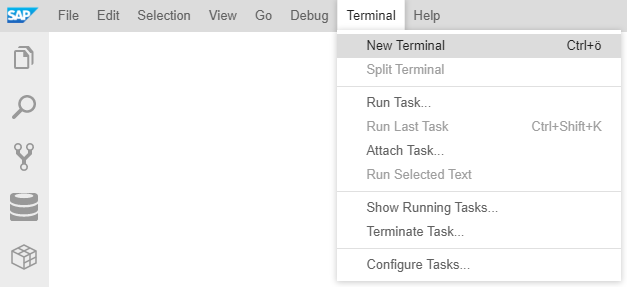 SAP File Edit Selection View Go Debug Terminal Help
New Terminal Ctrl+ö
Split Terminal
Run Task...
Run Last Task Ctrl+Shift+K
Attach Task...
Run Selected Text
Show Running Tasks...
Terminate Task...
Configure Tasks...